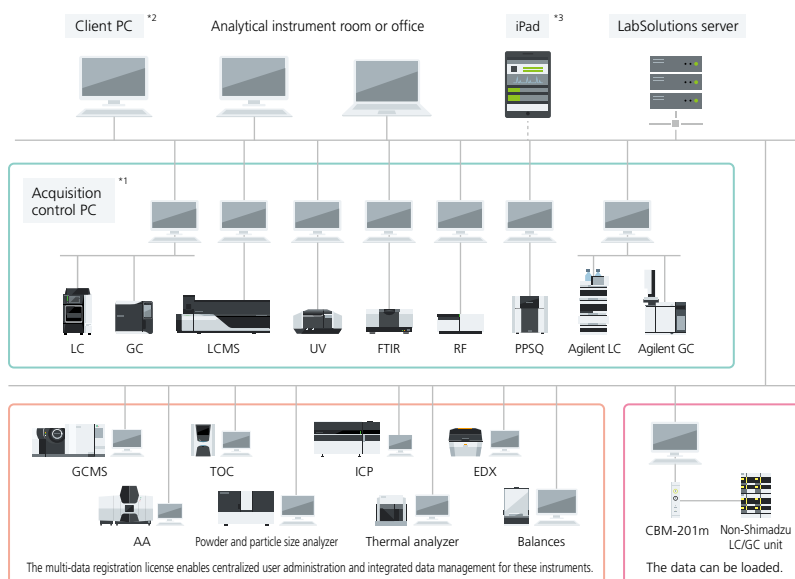 Client PC *2
Analytical instrument room or office
iPad *3
LabSolutions server
Acquisition *1
control PC
LC
GC
LCMS
UV
FTIR
RF
PPSQ
Agilent LC
Agilent GC
GCMS
TOC
ICP
EDX
AA
Powder and particle size analyzer
Thermal analyzer
Balances
The multi-data registration license enables centralized user administration and integrated data management for these instruments.
CBM-201m
Non-Shimadzu
LC/GC unit
The data can be loaded.